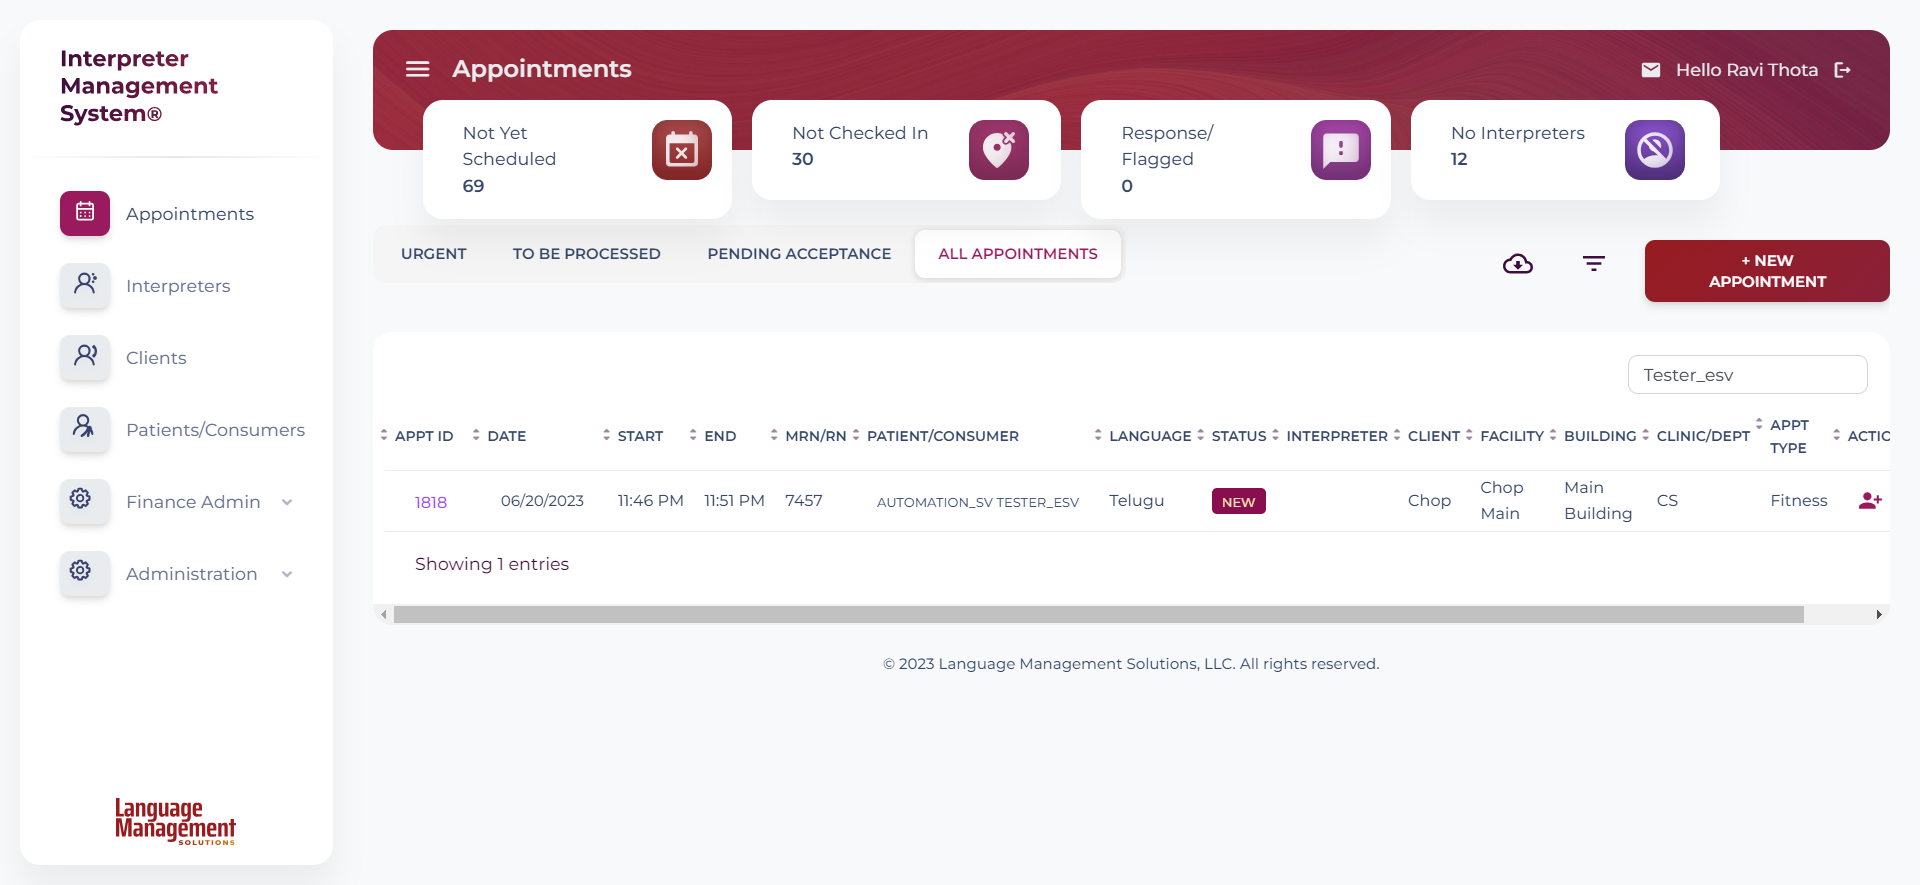 Interpreter
Management
System®
Appointments
Interpreters
Clients
Patients/Consumers
Finance Admin
Administration
Language
Management
SOLUTIONS
Appointments
Hello Ravi Thota
Not Yet
Scheduled
69
Not Checked In
30
Response/
Flagged
0
No Interpreters
12
URGENT TO BE PROCESSED PENDING ACCEPTANCE ALL APPOINTMENTS
+ NEW
APPOINTMENT
Tester_esv
APPT ID DATE START END MRN/RN PATIENT/CONSUMER LANGUAGE STATUS INTERPRETER CLIENT FACILITY BUILDING CLINIC/DEPT APPT TYPE ACTIO
1818 06/20/2023 11:46 PM 11:51 PM 7457 AUTOMATION_SV TESTER_ESV Telugu NEW Chop Chop Main Main Building CS Fitness
Showing 1 entries
© 2023 Language Management Solutions, LLC. All rights reserved.